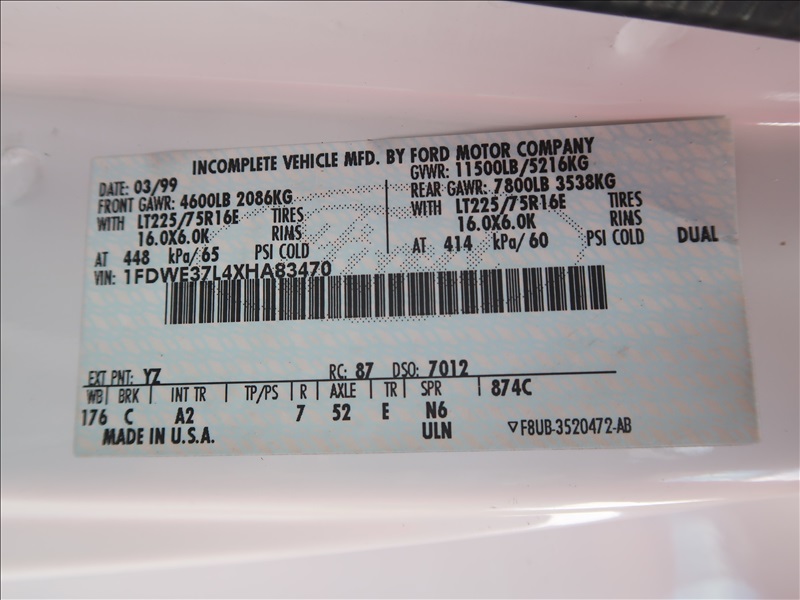 INCOMPLETE VEHICLE MFD. BY FORD MOTOR COMPANY
DATE: 03/99 GVWR: 11500LB/5216KG
FRONT GAWR: 4600LB 2086KG REAR GAWR: 7800LB 3538KG
WITH LT225/75R16E TIRES WITH LT225/75R16E TIRES
16.0X6.0K RIMS 16.0X6.0K RIMS
AT 448 kPa/65 PSI COLD AT 414 kPa/60 PSI COLD DUAL
VIN: 1FDWE37L4XHA83470
EXT PNT: YZ RC: 87 DSO: 7012
WB BRK INT TR TP/PS R AXLE TR SPR 874C
176 C A2 7 52 E N6
MADE IN U.S.A. ULN ▽F8UB-3520472-AB